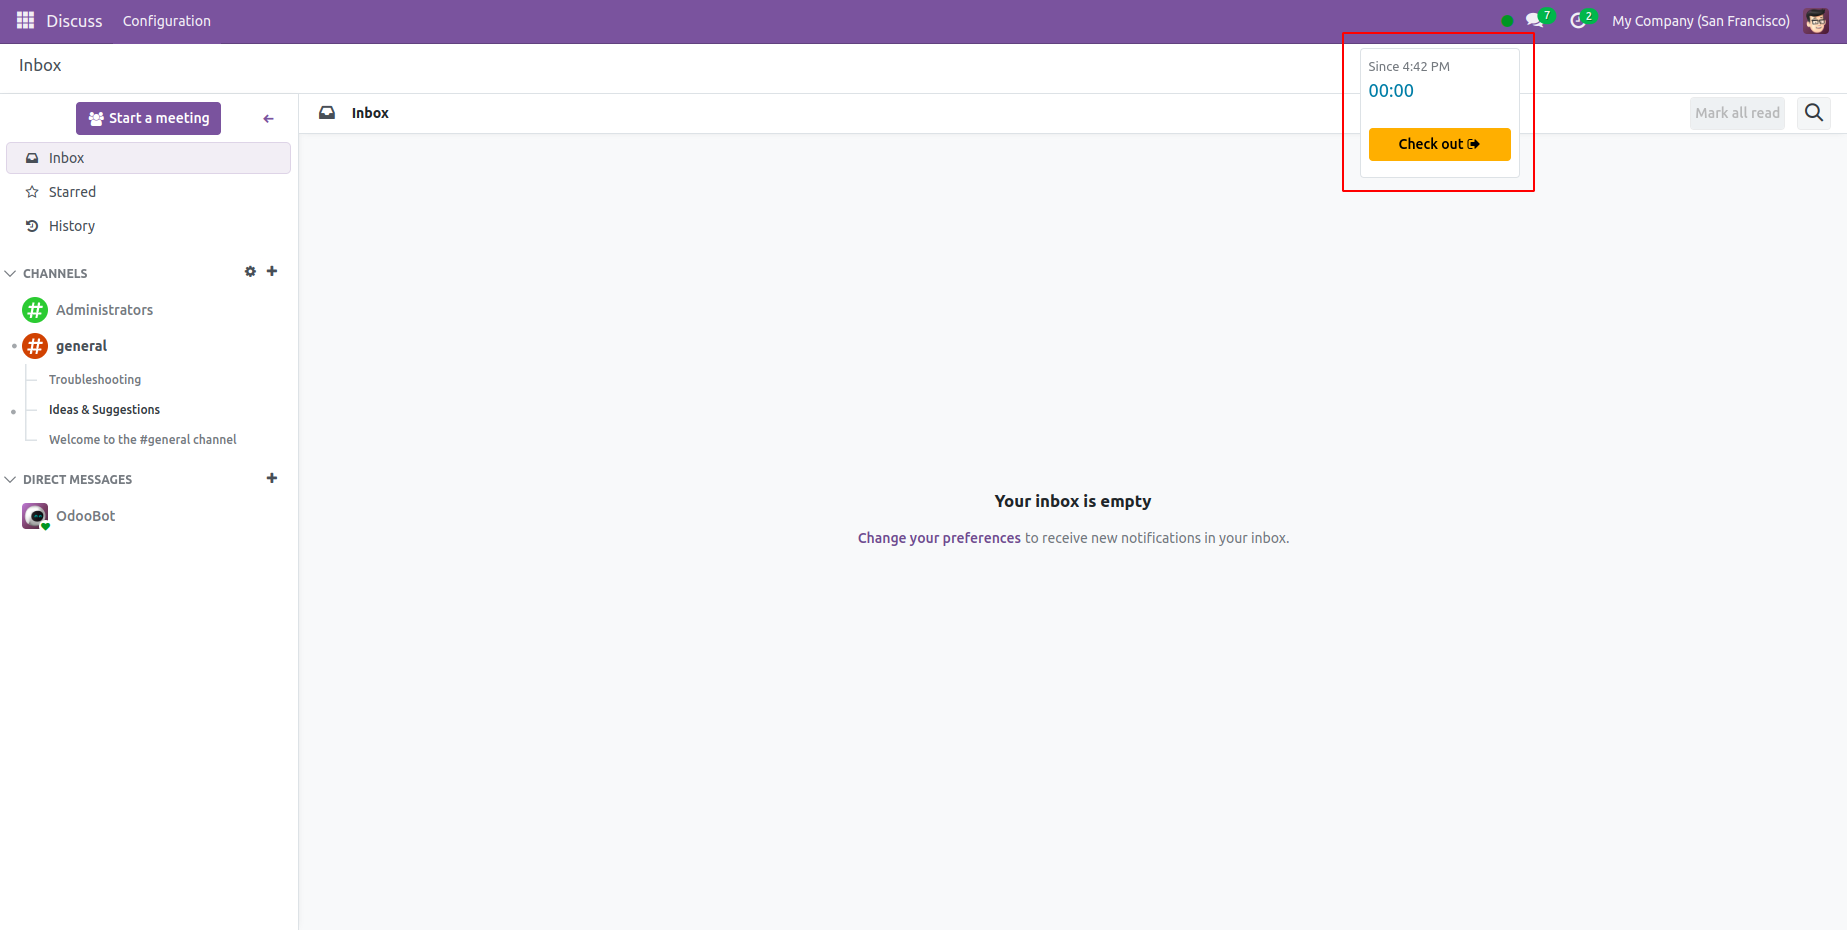 Discuss Configuration 7 2 My Company (San Francisco)
Inbox
Since 4:42 PM
00:00
Check out
Start a meeting
Inbox
Mark all read
Inbox
Starred
History
CHANNELS
Administrators
general
Troubleshooting
Ideas & Suggestions
Welcome to the #general channel
DIRECT MESSAGES
OdooBot
Your inbox is empty
Change your preferences to receive new notifications in your inbox.